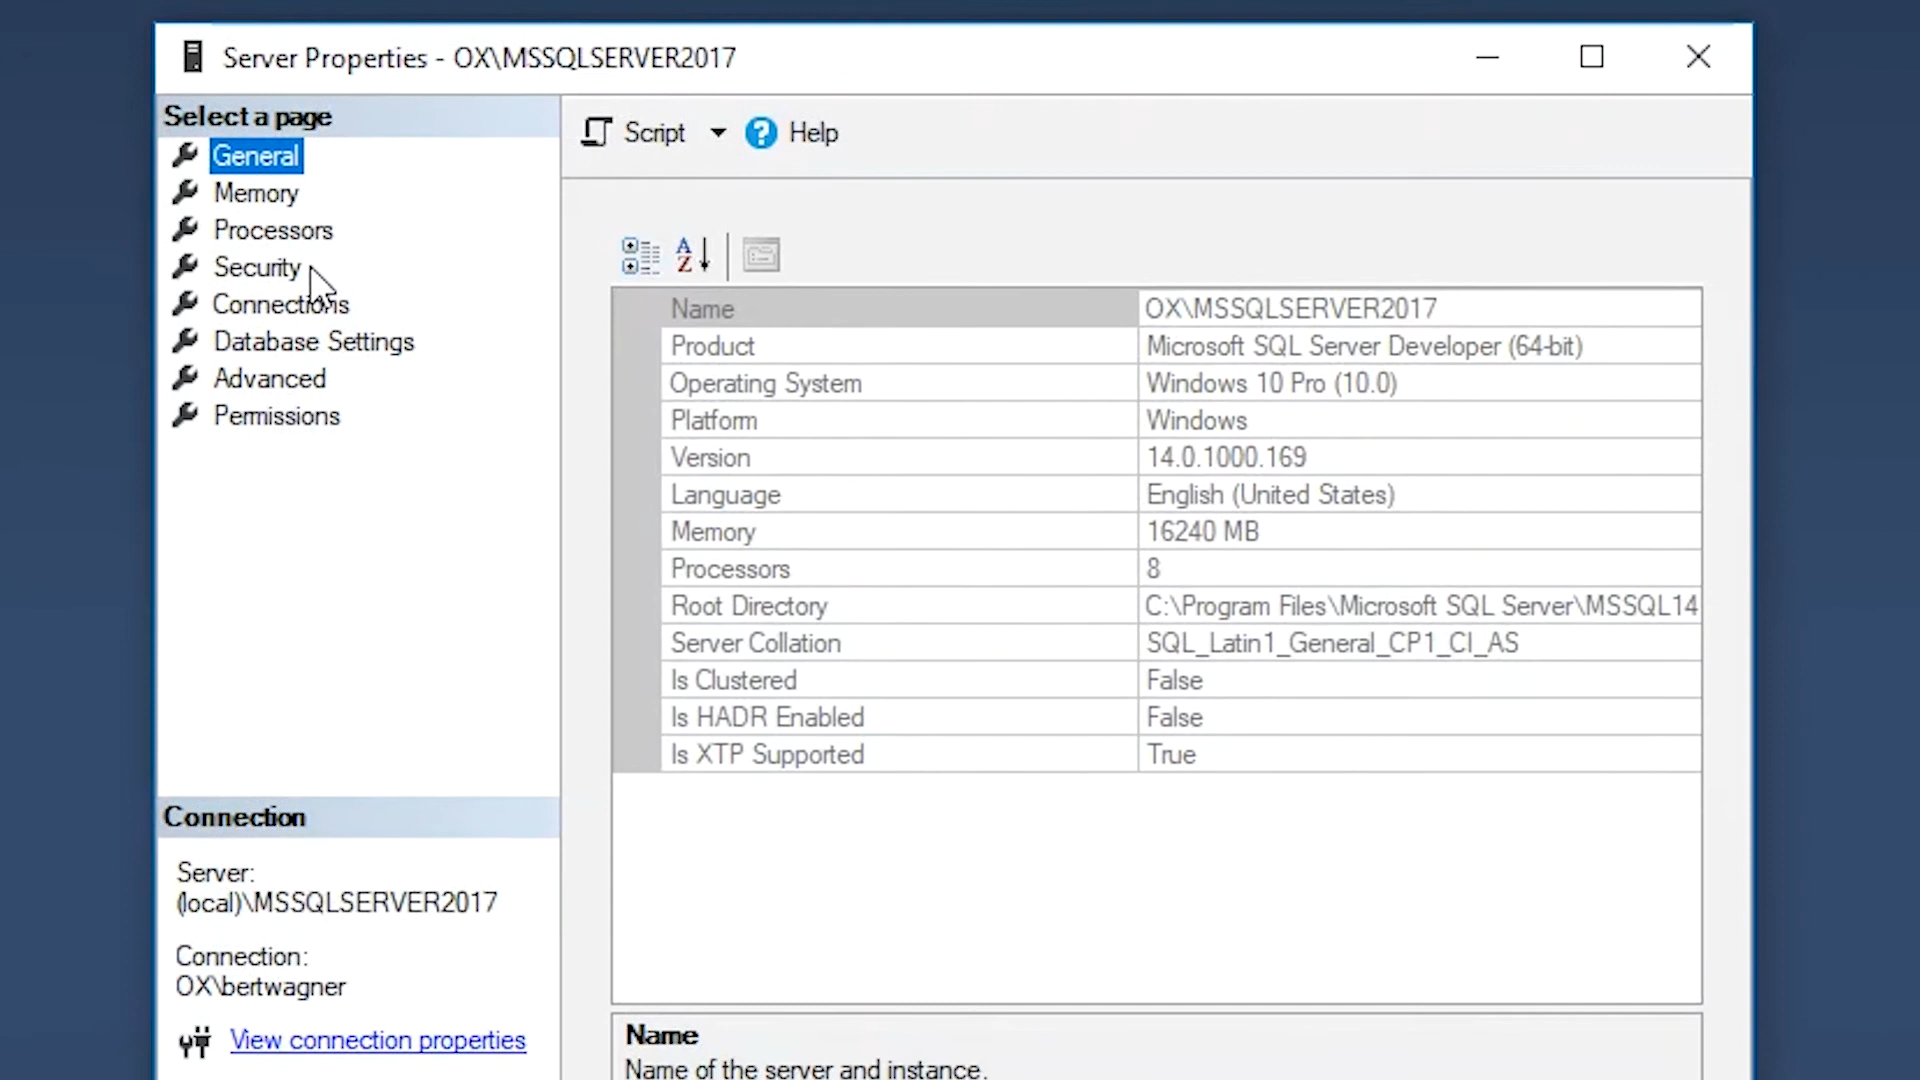 Server Properties - OX\MSSQLSERVER2017
Select a page
General
Memory
Processors
Security
Connections
Database Settings
Advanced
Permissions
Script
Help
A
Z
Name OX\MSSQLSERVER2017
Product Microsoft SQL Server Developer (64-bit)
Operating System Windows 10 Pro (10.0)
Platform Windows
Version 14.0.1000.169
Language English (United States)
Memory 16240 MB
Processors 8
Root Directory C:\Program Files\Microsoft SQL Server\MSSQL14
Server Collation SQL_Latin1_General_CP1_CI_AS
Is Clustered False
Is HADR Enabled False
Is XTP Supported True
Connection
Server:
(local)\MSSQLSERVER2017
Connection:
OX\bertwagner
View connection properties
Name
Name of the server and instance.